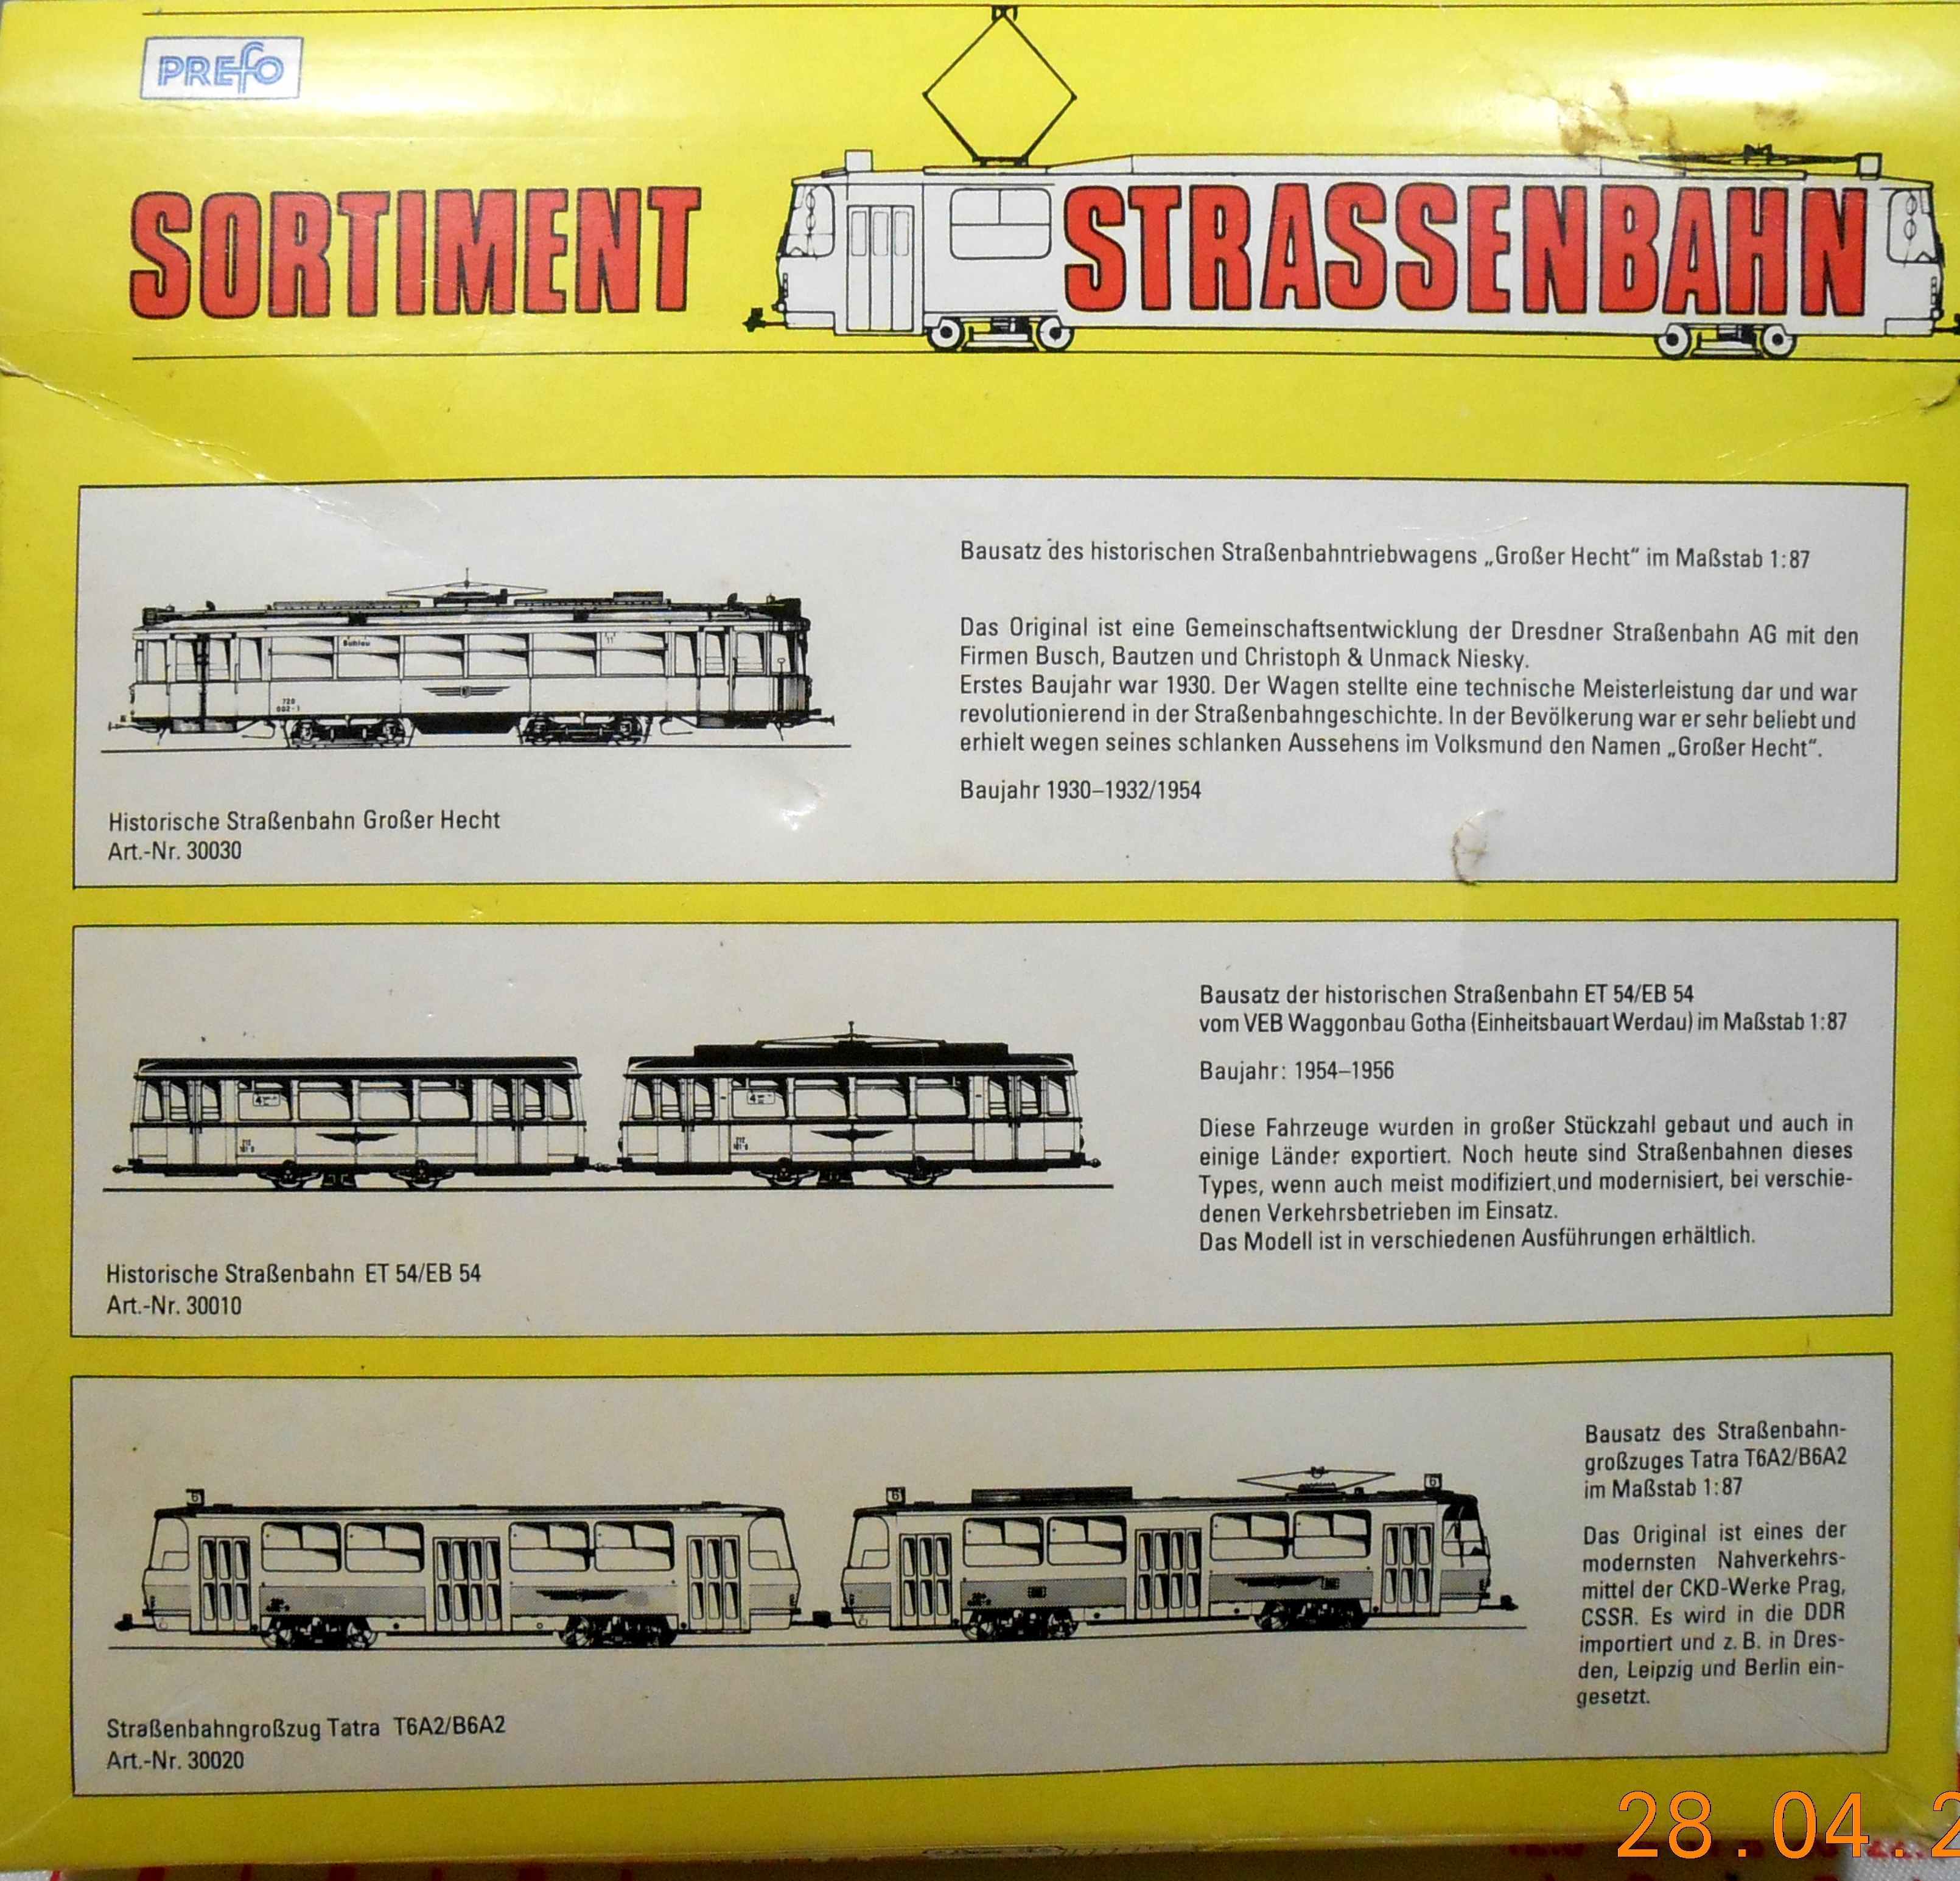 PREFO
SORTIMENT STRASSENBAHN
Bausatz des historischen Straßenbahntriebwagens „Großer Hecht“ im Maßstab 1:87
Das Original ist eine Gemeinschaftsentwicklung der Dresdner Straßenbahn AG mit den
Firmen Busch, Bautzen und Christoph & Unmack Niesky.
Erstes Baujahr war 1930. Der Wagen stellte eine technische Meisterleistung dar und war
revolutionierend in der Straßenbahngeschichte. In der Bevölkerung war er sehr beliebt und
erhielt wegen seines schlanken Aussehens im Volksmund den Namen „Großer Hecht“.
Baujahr 1930–1932/1954
Bühlau
11
Historische Straßenbahn Großer Hecht
Art.-Nr. 30030
Bausatz der historischen Straßenbahn ET 54/EB 54
vom VEB Waggonbau Gotha (Einheitsbauart Werdau) im Maßstab 1:87
Baujahr: 1954–1956
Diese Fahrzeuge wurden in großer Stückzahl gebaut und auch in
einige Länder exportiert. Noch heute sind Straßenbahnen dieses
Types, wenn auch meist modifiziert und modernisiert, bei verschie-
denen Verkehrsbetrieben im Einsatz.
Das Modell ist in verschiedenen Ausführungen erhältlich.
4
4
Historische Straßenbahn ET 54/EB 54
Art.-Nr. 30010
Bausatz des Straßenbahn-
großzuges Tatra T6A2/B6A2
im Maßstab 1:87
Das Original ist eines der
modernsten Nahverkehrs-
mittel der CKD-Werke Prag,
CSSR. Es wird in die DDR
importiert und z. B. in Dres-
den, Leipzig und Berlin ein-
gesetzt.
6
6
6
Straßenbahngroßzug Tatra T6A2/B6A2
Art.-Nr. 30020
28.04.2